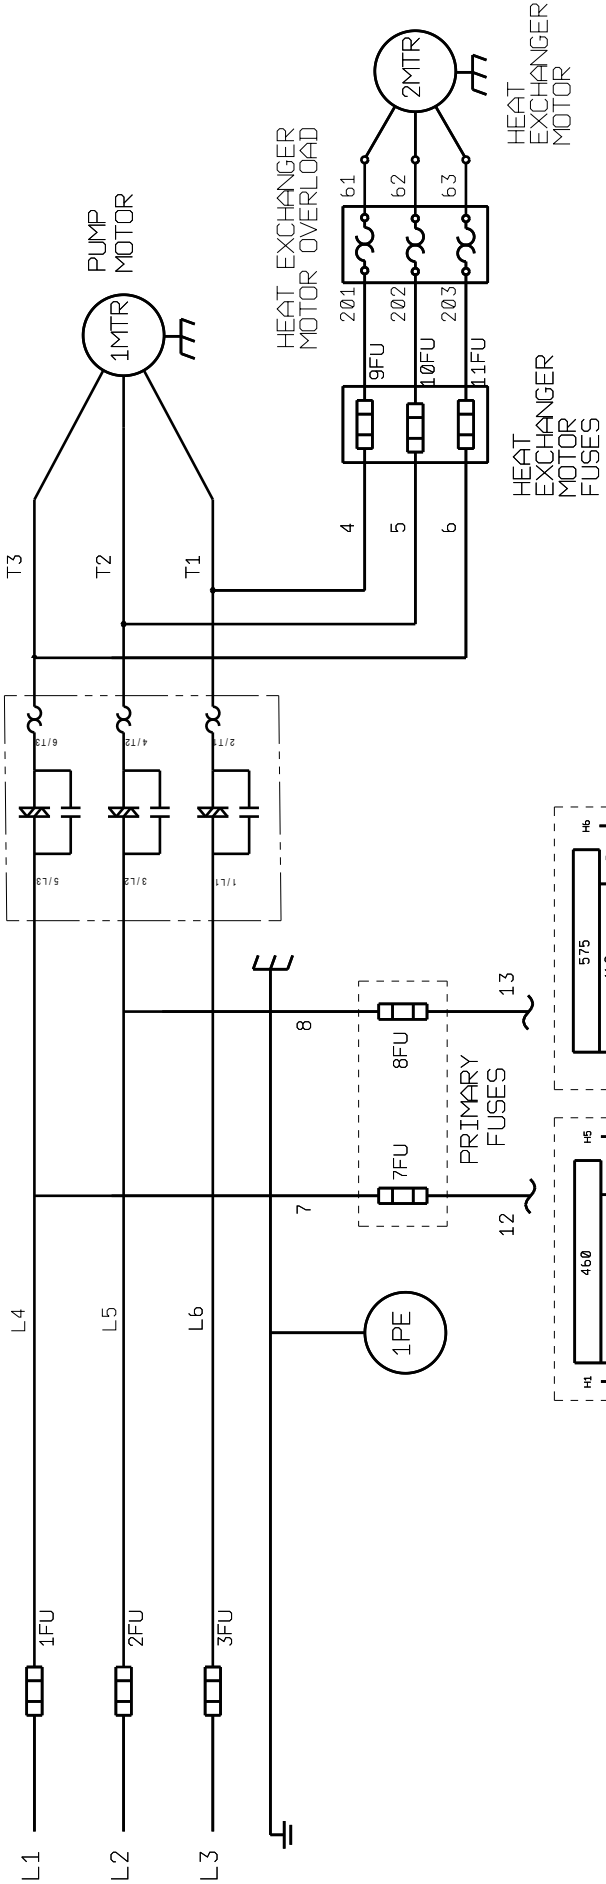 L1
L2
L3
1FU
2FU
3FU
L4
L5
L6
1PE
7
8
7FU
8FU
PRIMARY
FUSES
12
13
5/L3
3/L2
1/L1
6/T3
4/T2
2/T1
T3
T2
T1
1MTR
PUMP
MOTOR
4
5
6
9FU
10FU
11FU
HEAT
EXCHANGER
MOTOR
FUSES
201
202
203
HEAT EXCHANGER
MOTOR OVERLOAD
61
62
63
2MTR
HEAT
EXCHANGER
MOTOR
H1
460
H5
575
H6